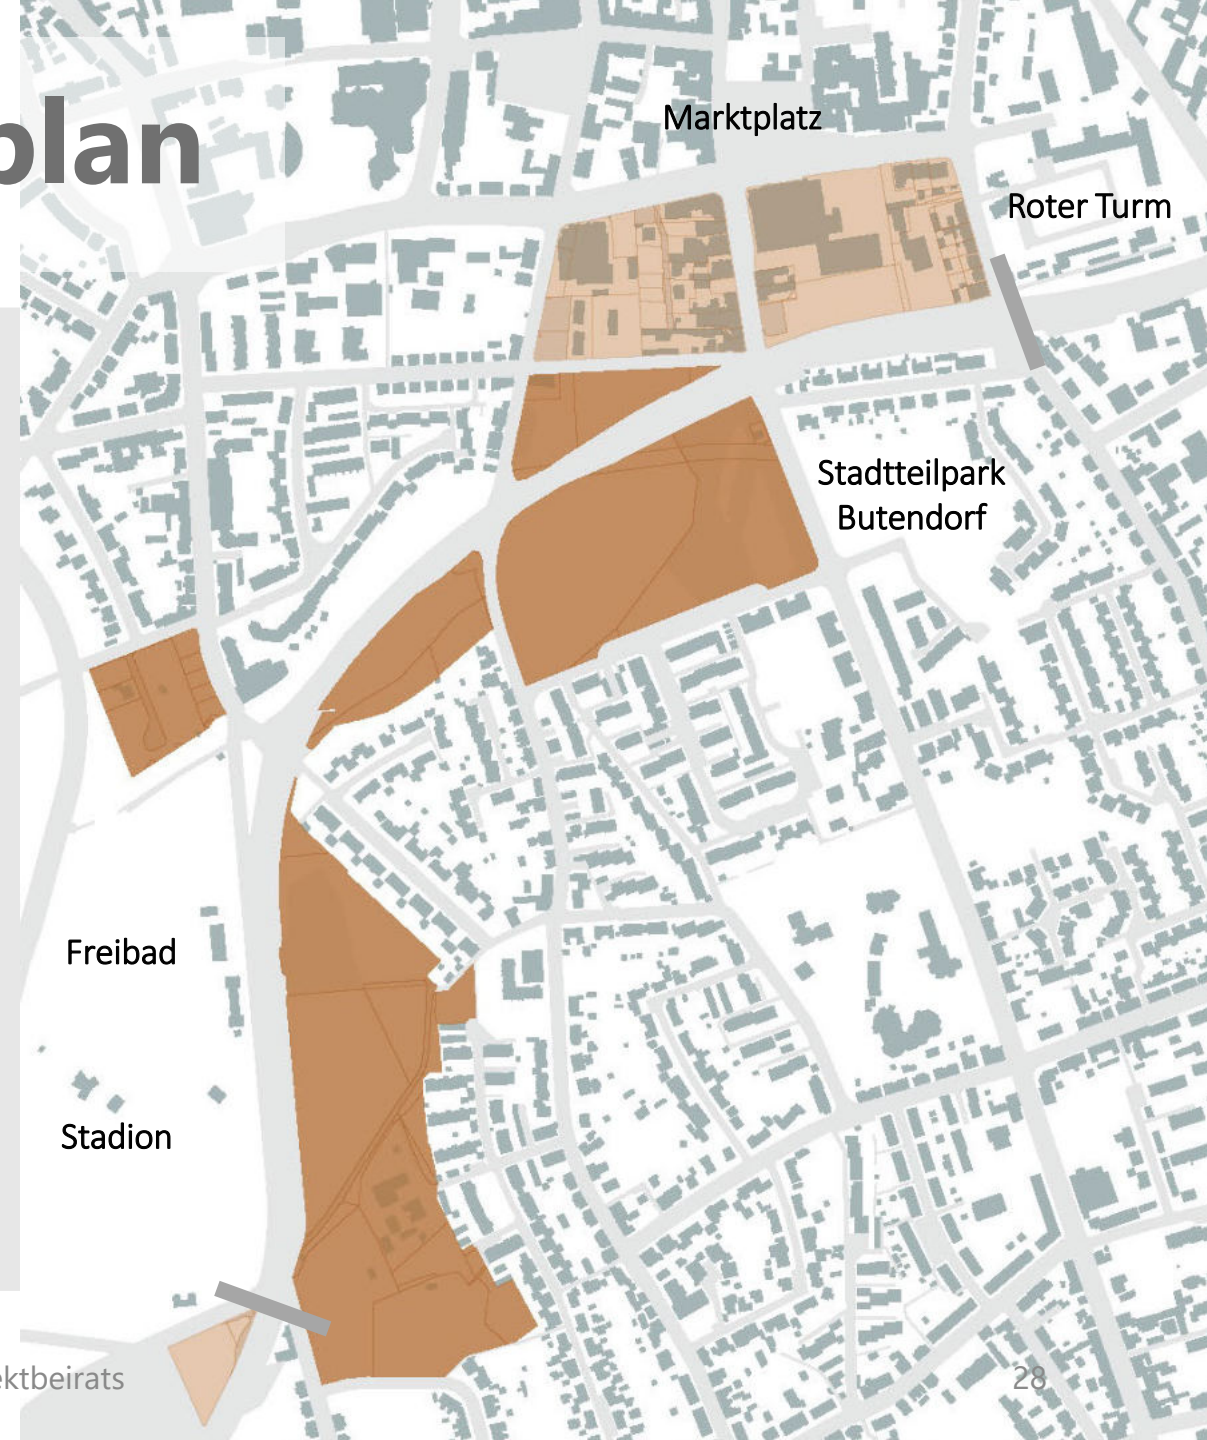 plan
Marktplatz
Roter Turm
Stadtteilpark
Butendorf
Freibad
Stadion
ektbeirats
28